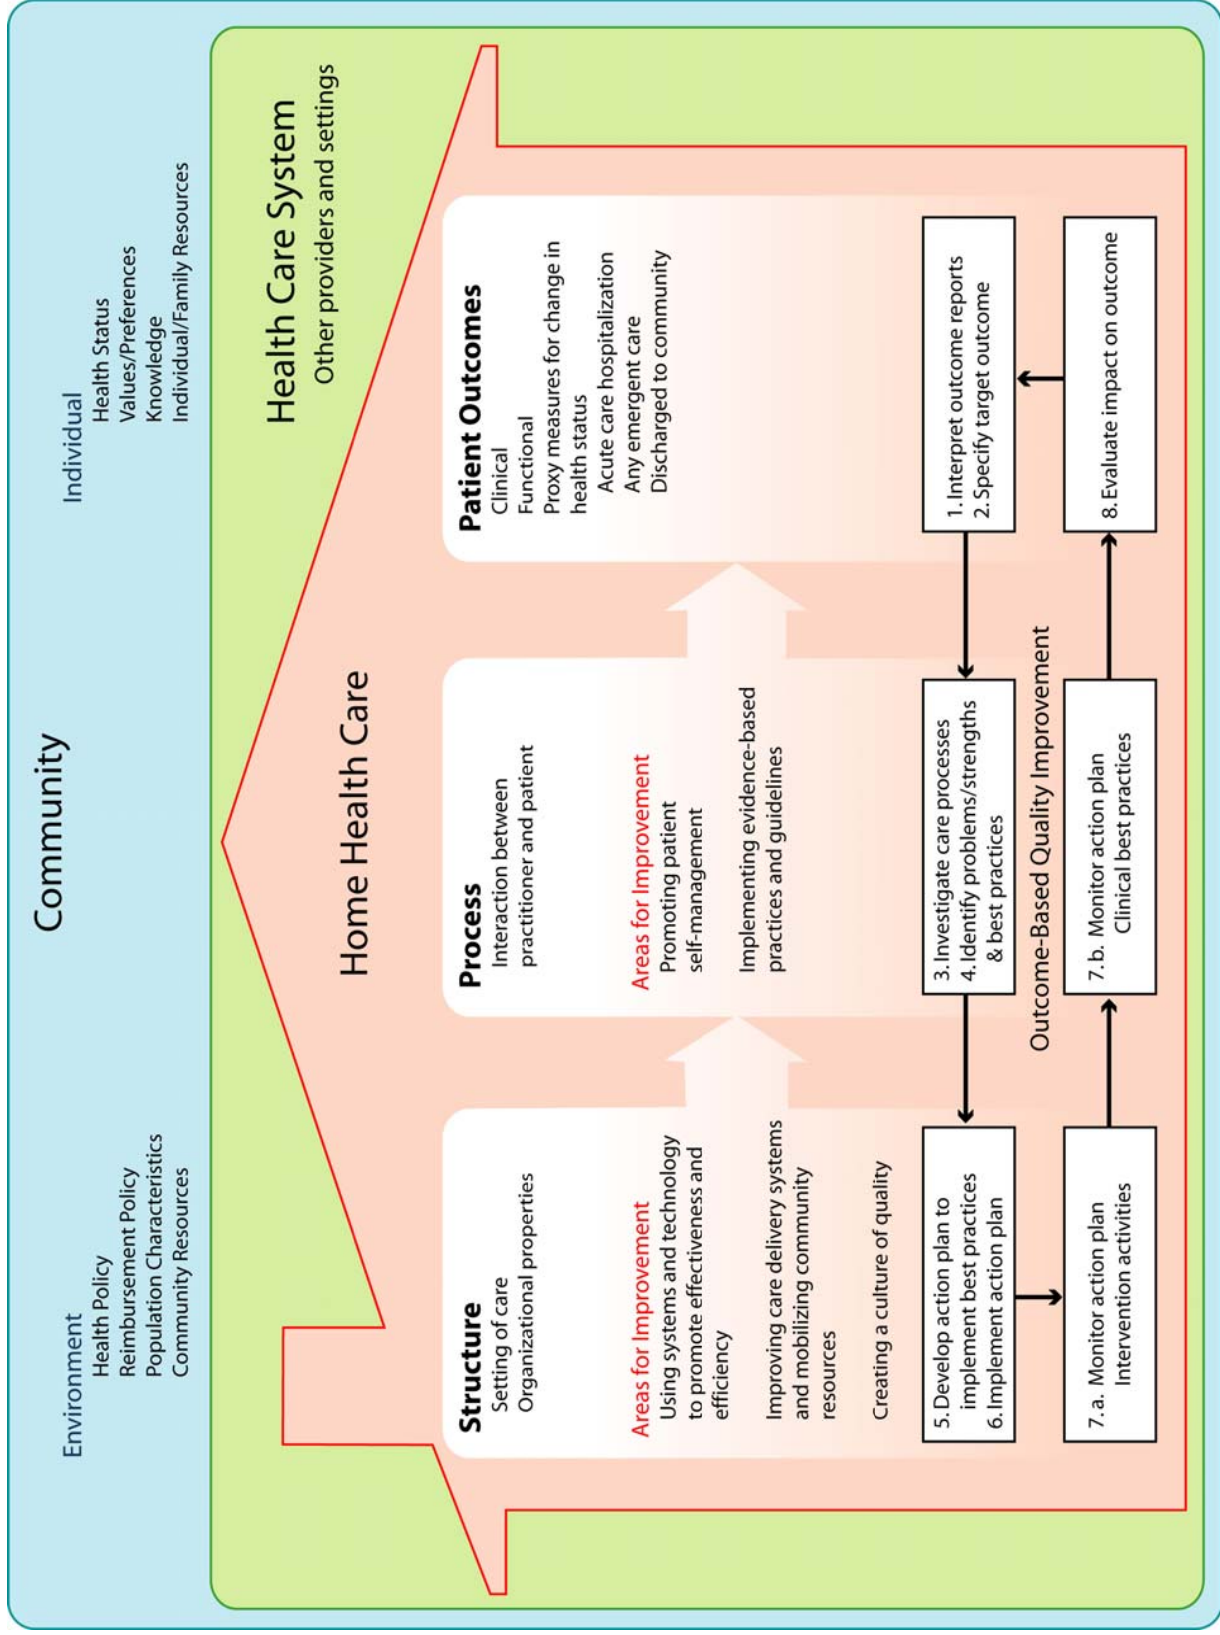 Community
Environment
Health Policy
Reimbursement Policy
Population Characteristics
Community Resources
Individual
Health Status
Values/Preferences
Knowledge
Individual/Family Resources
Health Care System
Other providers and settings
Home Health Care
Structure
Setting of care
Organizational properties
Areas for Improvement
Using systems and technology
to promote effectiveness and
efficiency
Improving care delivery systems
and mobilizing community
resources
Creating a culture of quality
Process
Interaction between
practitioner and patient
Areas for Improvement
Promoting patient
self-management
Implementing evidence-based
practices and guidelines
Patient Outcomes
Clinical
Functional
Proxy measures for change in
health status
Acute care hospitalization
Any emergent care
Discharged to community
5. Develop action plan to
implement best practices
6. Implement action plan
3. Investigate care processes
4. Identify problems/strengths
& best practices
1. Interpret outcome reports
2. Specify target outcome
Outcome-Based Quality Improvement
7. a. Monitor action plan
Intervention activities
7. b. Monitor action plan
Clinical best practices
8. Evaluate impact on outcome